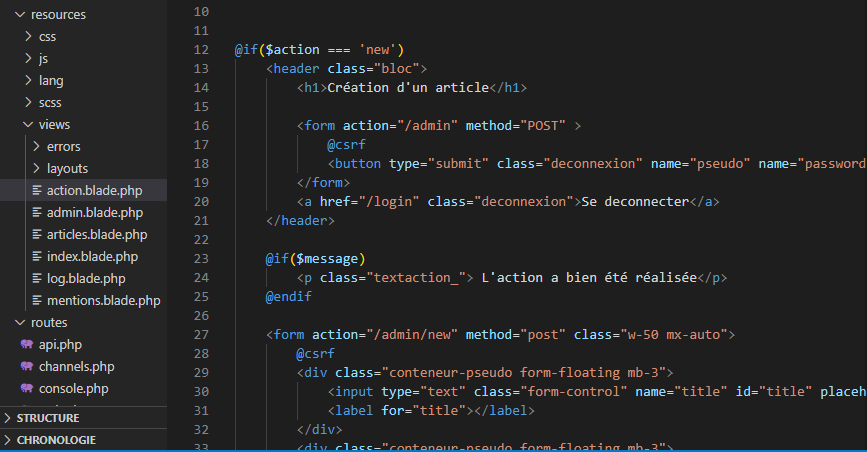 resources
css
js
lang
scss
views
errors
layouts
action.blade.php
admin.blade.php
articles.blade.php
index.blade.php
log.blade.php
mentions.blade.php
routes
api.php
channels.php
console.php
STRUCTURE
CHRONOLOGIE
10
11
12 @if($action === 'new')
13 <header class="bloc">
14 <h1>Création d'un article</h1>
15
16 <form action="/admin" method="POST" >
17 @csrf
18 <button type="submit" class="deconnexion" name="pseudo" name="password
19 </form>
20 <a href="/login" class="deconnexion">Se deconnecter</a>
21 </header>
22
23 @if($message)
24 <p class="textaction_"> L'action a bien été réalisée</p>
25 @endif
26
27 <form action="/admin/new" method="post" class="w-50 mx-auto">
28 @csrf
29 <div class="conteneur-pseudo form-floating mb-3">
30 <input type="text" class="form-control" name="title" id="title" placeh
31 <label for="title"></label>
32 </div>
33 <div class="conteneur-pseudo form-floating mb-3">